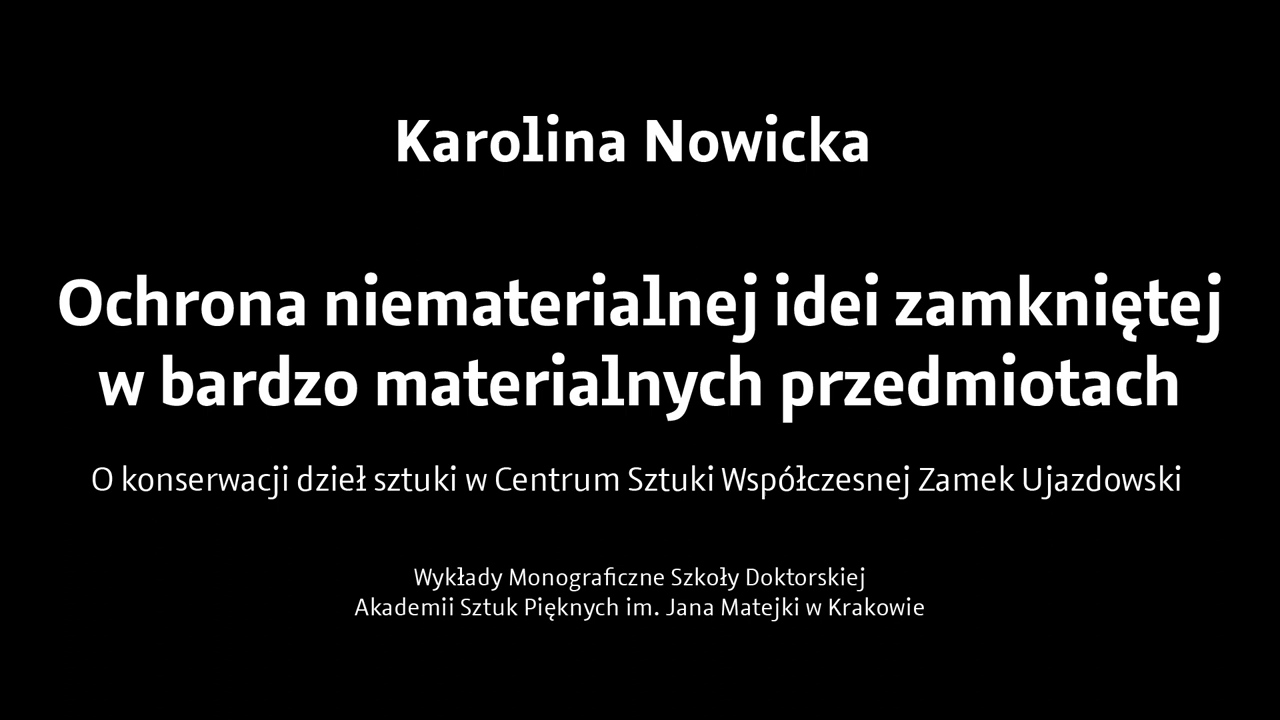 Karolina Nowicka
Ochrona niematerialnej idei zamkniętej
w bardzo materialnych przedmiotach
O konserwacji dzieł sztuki w Centrum Sztuki Współczesnej Zamek Ujazdowski
Wykłady Monograficzne Szkoły Doktorskiej
Akademii Sztuk Pięknych im. Jana Matejki w Krakowie